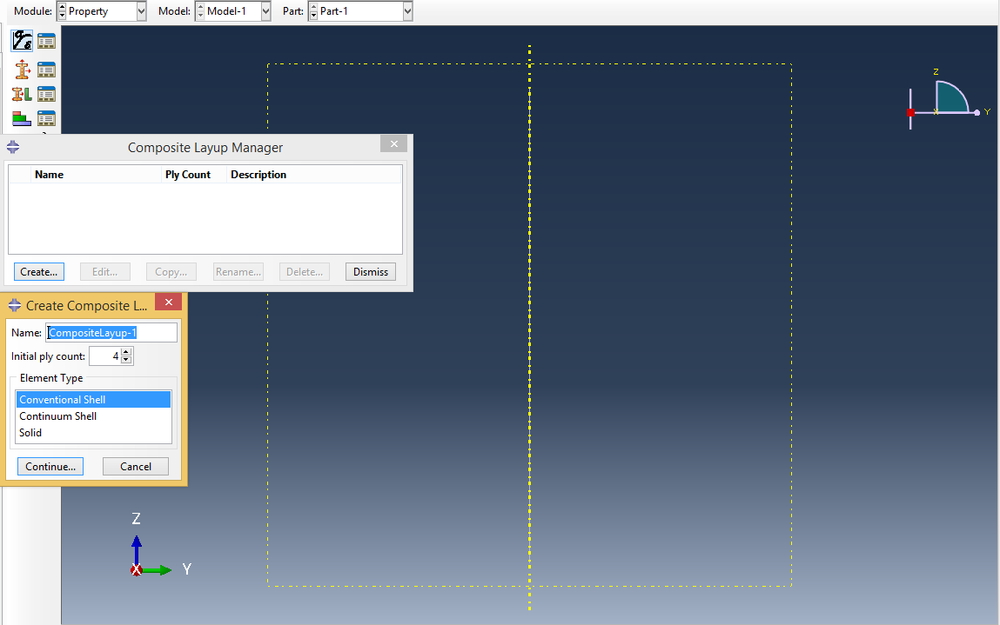 Module: Property Model: Model-1 Part: Part-1
Z
Y
Composite Layup Manager
Name Ply Count Description
Create... Edit... Copy... Rename... Delete... Dismiss
Create Composite L...
Name: CompositeLayup-1
Initial ply count: 4
Element Type
Conventional Shell
Continuum Shell
Solid
Continue... Cancel
Z
X Y